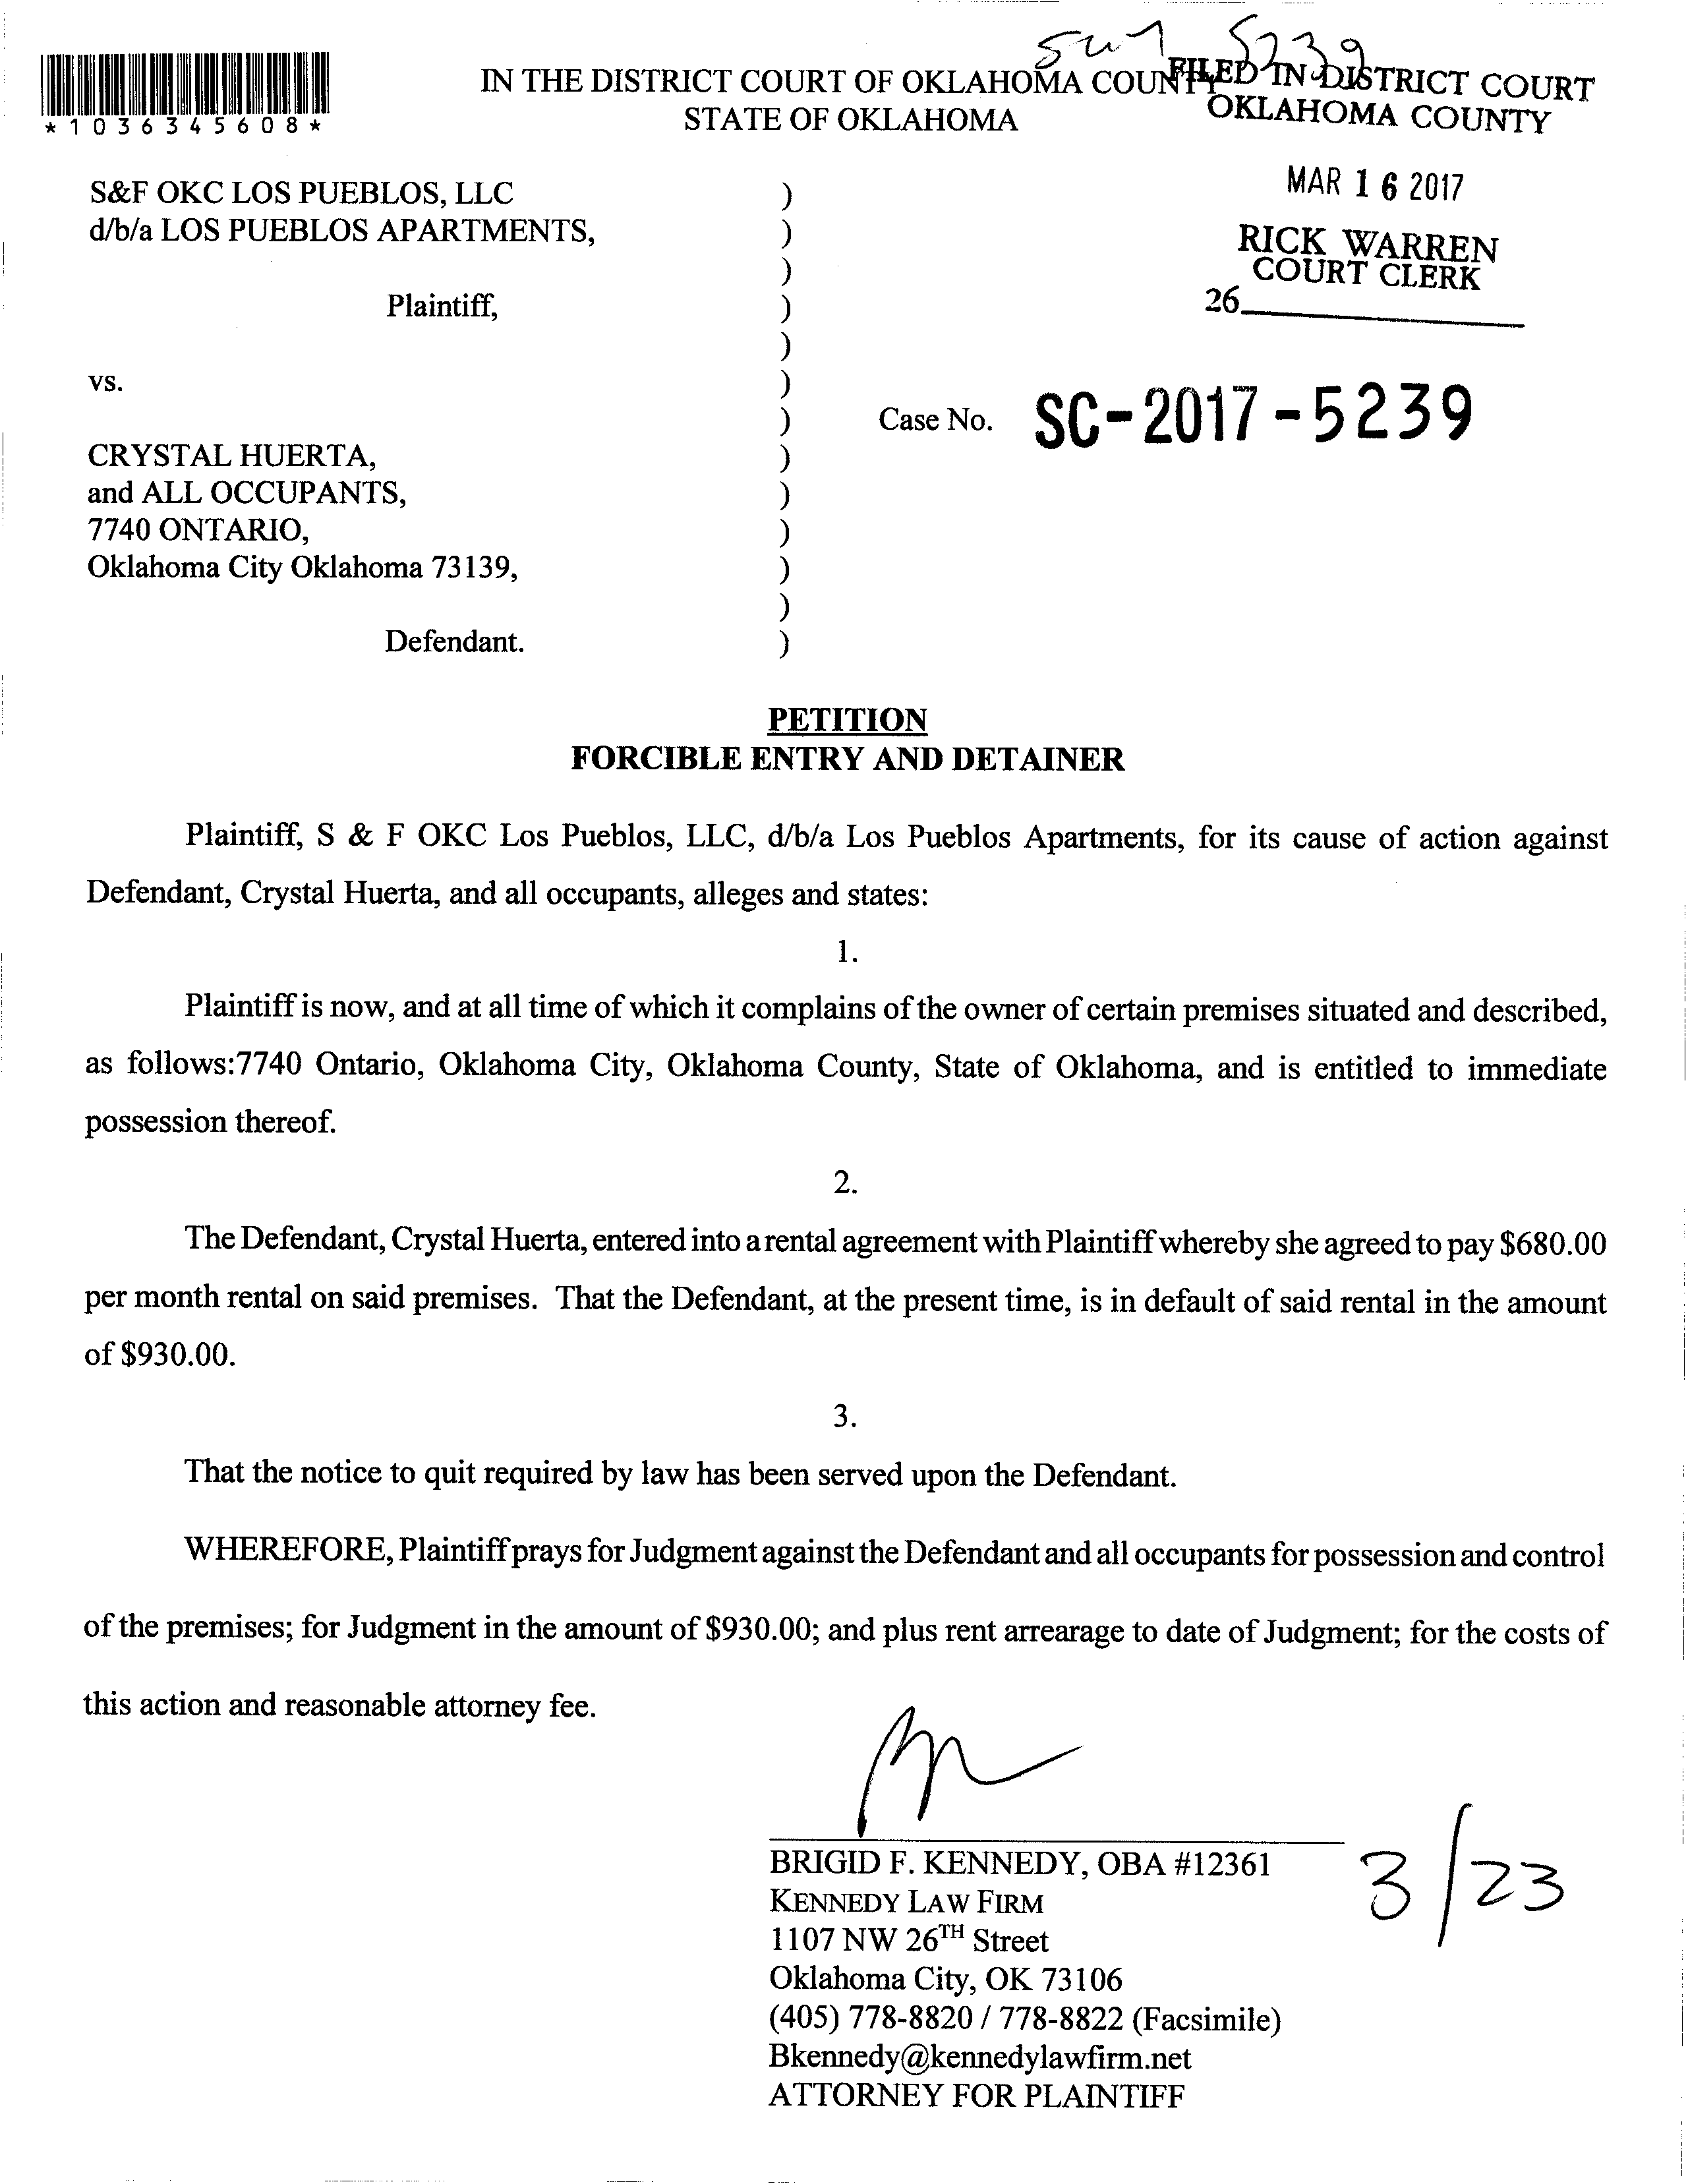 5239
IN THE DISTRICT COURT OF OKLAHOMA COUNTY
STATE OF OKLAHOMA
FILED IN DISTRICT COURT
OKLAHOMA COUNTY
*1036345608*
MAR 16 2017
RICK WARREN
COURT CLERK
26
S&F OKC LOS PUEBLOS, LLC )
d/b/a LOS PUEBLOS APARTMENTS, )
)
Plaintiff, )
)
vs. )
) Case No. SC-2017-5239
CRYSTAL HUERTA, )
and ALL OCCUPANTS, )
7740 ONTARIO, )
Oklahoma City Oklahoma 73139, )
)
Defendant. )
PETITION
FORCIBLE ENTRY AND DETAINER
Plaintiff, S & F OKC Los Pueblos, LLC, d/b/a Los Pueblos Apartments, for its cause of action against
Defendant, Crystal Huerta, and all occupants, alleges and states:
1.
Plaintiff is now, and at all time of which it complains of the owner of certain premises situated and described,
as follows:7740 Ontario, Oklahoma City, Oklahoma County, State of Oklahoma, and is entitled to immediate
possession thereof.
2.
The Defendant, Crystal Huerta, entered into a rental agreement with Plaintiff whereby she agreed to pay $680.00
per month rental on said premises. That the Defendant, at the present time, is in default of said rental in the amount
of $930.00.
3.
That the notice to quit required by law has been served upon the Defendant.
WHEREFORE, Plaintiff prays for Judgment against the Defendant and all occupants for possession and control
of the premises; for Judgment in the amount of $930.00; and plus rent arrearage to date of Judgment; for the costs of
this action and reasonable attorney fee.
BRIGID F. KENNEDY, OBA #12361
KENNEDY LAW FIRM
1107 NW 26TH Street
Oklahoma City, OK 73106
(405) 778-8820 / 778-8822 (Facsimile)
Bkennedy@kennedylawfirm.net
ATTORNEY FOR PLAINTIFF
3/23